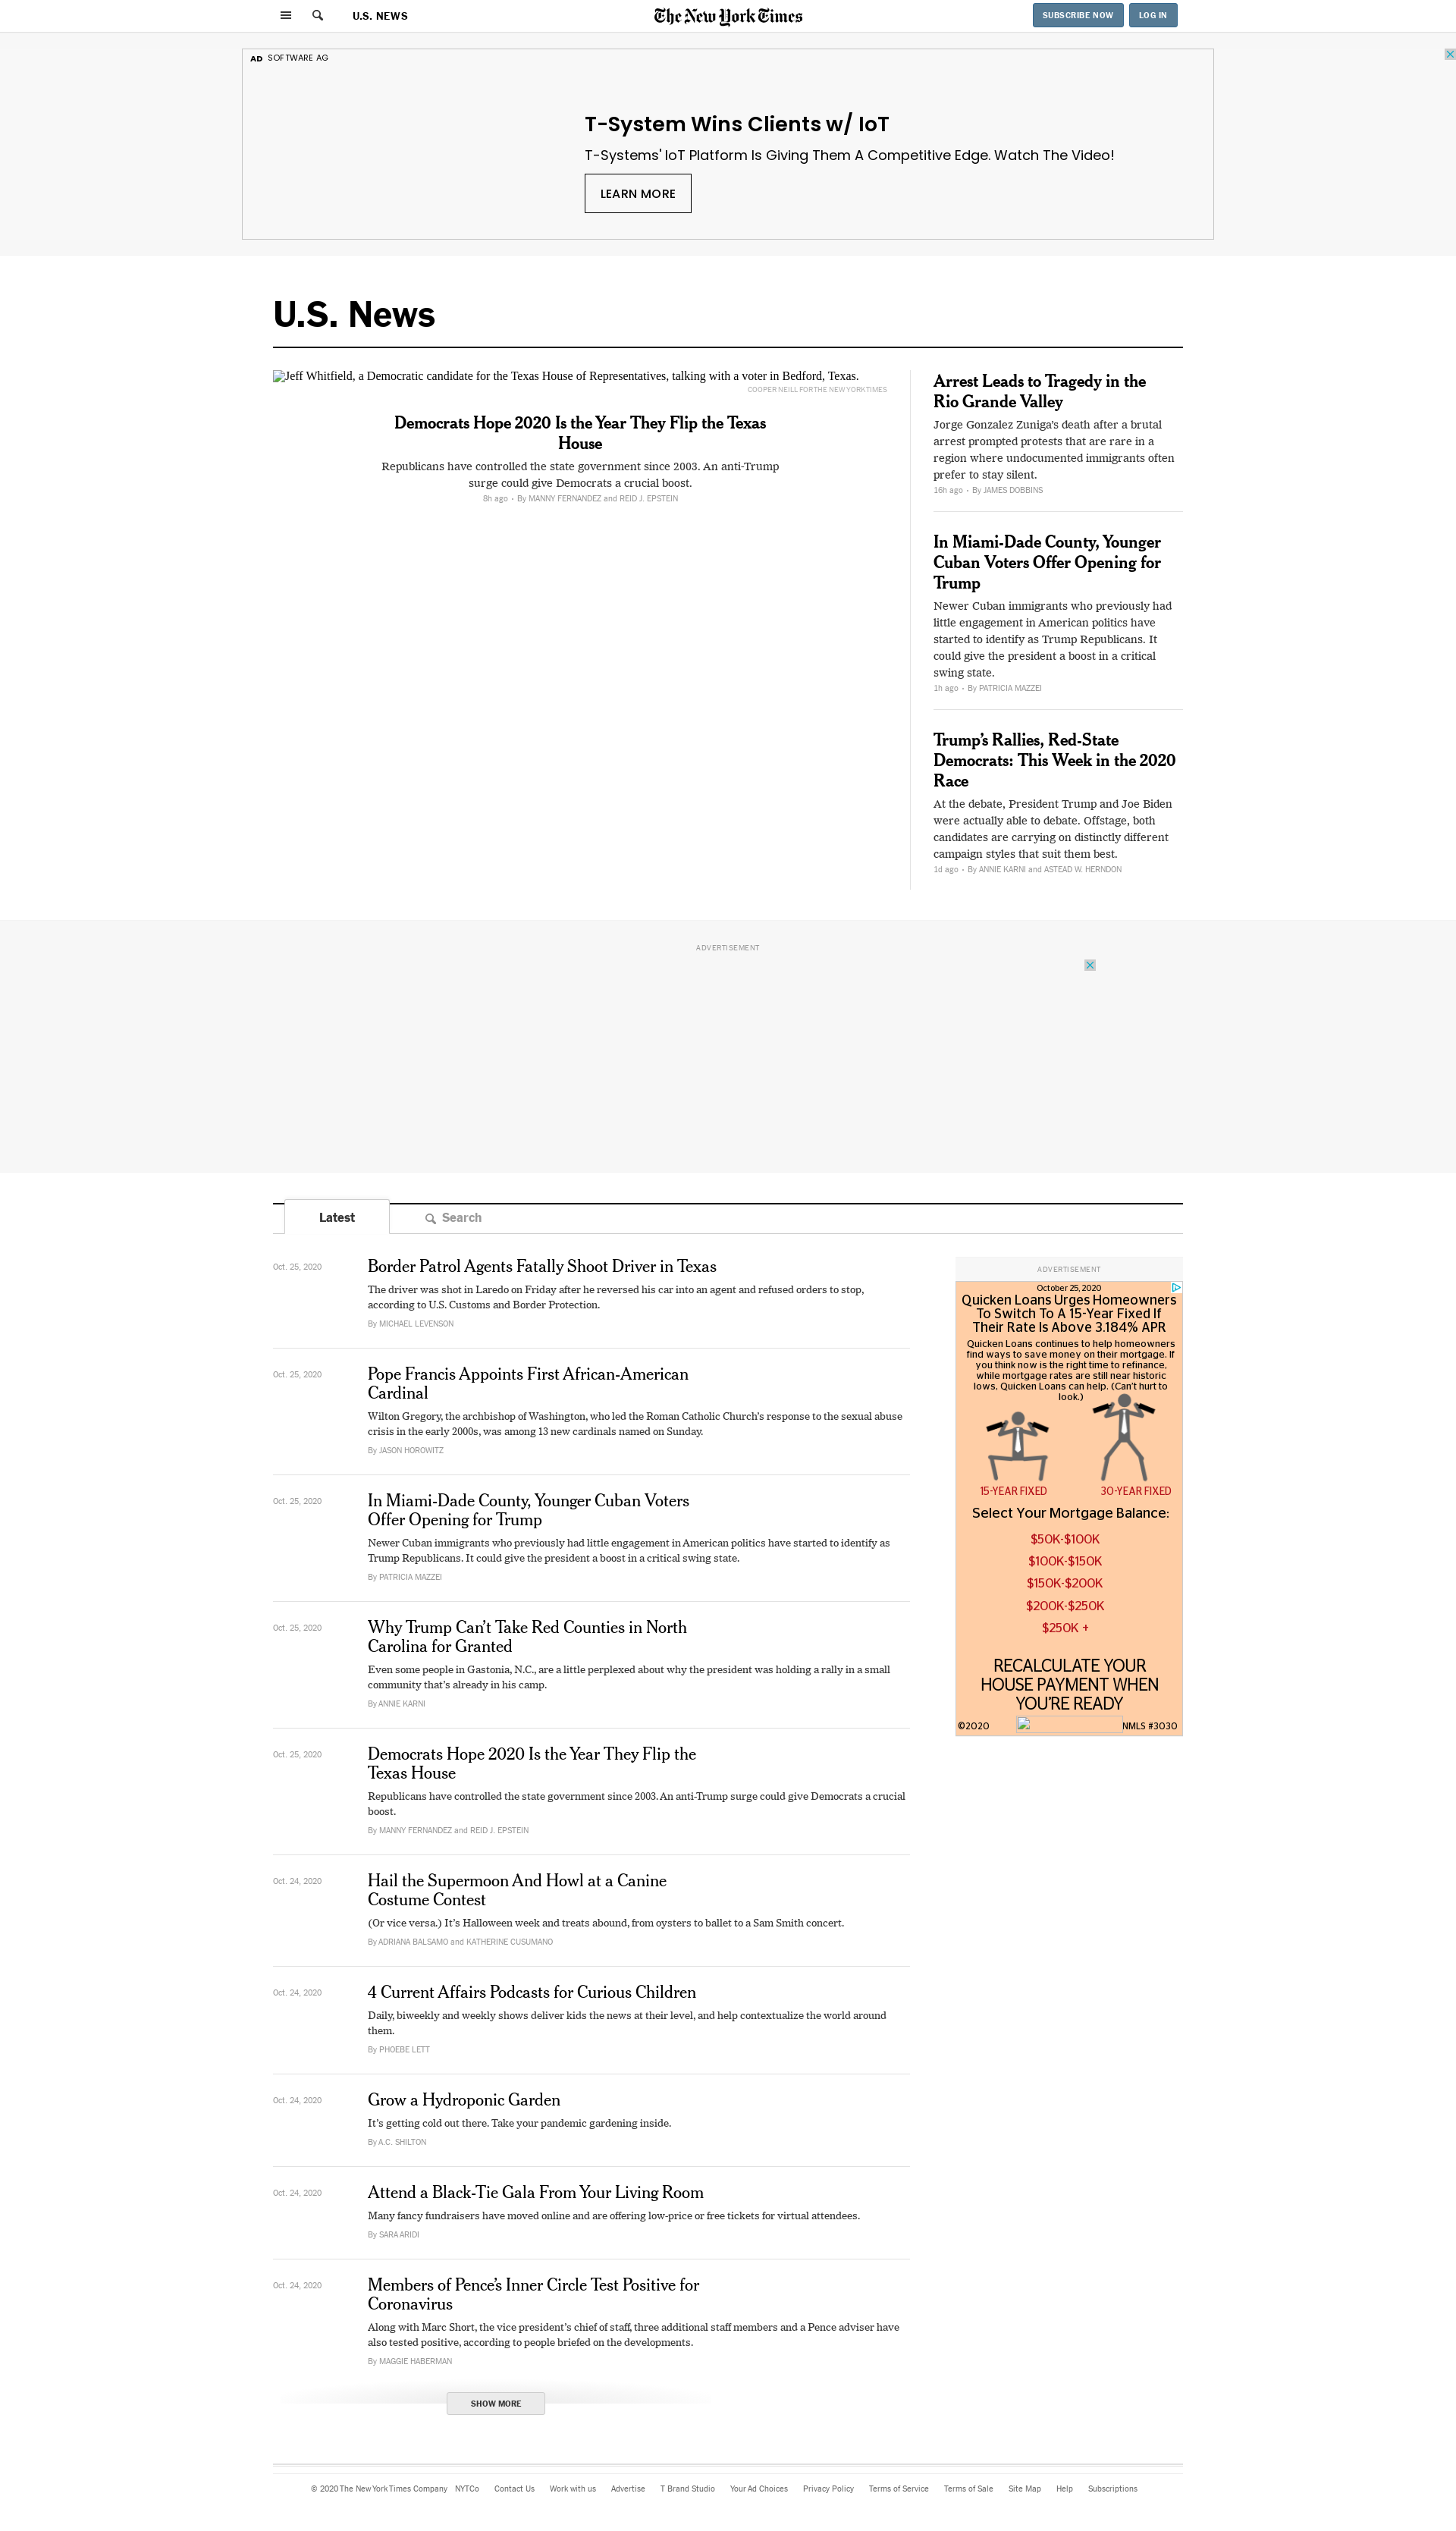 U.S. NEWS
The New York Times
SUBSCRIBE NOW
LOG IN
AD SOFTWARE AG
T-System Wins Clients w/ IoT
T-Systems' IoT Platform Is Giving Them A Competitive Edge. Watch The Video!
LEARN MORE
U.S. News
Jeff Whitfield, a Democratic candidate for the Texas House of Representatives, talking with a voter in Bedford, Texas.
COOPER NEILL FOR THE NEW YORK TIMES
Democrats Hope 2020 Is the Year They Flip the Texas
House
Republicans have controlled the state government since 2003. An anti-Trump
surge could give Democrats a crucial boost.
8h ago • By MANNY FERNANDEZ and REID J. EPSTEIN
Arrest Leads to Tragedy in the
Rio Grande Valley
Jorge Gonzalez Zuniga’s death after a brutal
arrest prompted protests that are rare in a
region where undocumented immigrants often
prefer to stay silent.
16h ago • By JAMES DOBBINS
In Miami-Dade County, Younger
Cuban Voters Offer Opening for
Trump
Newer Cuban immigrants who previously had
little engagement in American politics have
started to identify as Trump Republicans. It
could give the president a boost in a critical
swing state.
1h ago • By PATRICIA MAZZEI
Trump’s Rallies, Red-State
Democrats: This Week in the 2020
Race
At the debate, President Trump and Joe Biden
were actually able to debate. Offstage, both
candidates are carrying on distinctly different
campaign styles that suit them best.
1d ago • By ANNIE KARNI and ASTEAD W. HERNDON
ADVERTISEMENT
Latest
Search
Oct. 25, 2020
Border Patrol Agents Fatally Shoot Driver in Texas
The driver was shot in Laredo on Friday after he reversed his car into an agent and refused orders to stop,
according to U.S. Customs and Border Protection.
By MICHAEL LEVENSON
Oct. 25, 2020
Pope Francis Appoints First African-American
Cardinal
Wilton Gregory, the archbishop of Washington, who led the Roman Catholic Church’s response to the sexual abuse
crisis in the early 2000s, was among 13 new cardinals named on Sunday.
By JASON HOROWITZ
Oct. 25, 2020
In Miami-Dade County, Younger Cuban Voters
Offer Opening for Trump
Newer Cuban immigrants who previously had little engagement in American politics have started to identify as
Trump Republicans. It could give the president a boost in a critical swing state.
By PATRICIA MAZZEI
Oct. 25, 2020
Why Trump Can’t Take Red Counties in North
Carolina for Granted
Even some people in Gastonia, N.C., are a little perplexed about why the president was holding a rally in a small
community that’s already in his camp.
By ANNIE KARNI
Oct. 25, 2020
Democrats Hope 2020 Is the Year They Flip the
Texas House
Republicans have controlled the state government since 2003. An anti-Trump surge could give Democrats a crucial
boost.
By MANNY FERNANDEZ and REID J. EPSTEIN
Oct. 24, 2020
Hail the Supermoon And Howl at a Canine
Costume Contest
(Or vice versa.) It’s Halloween week and treats abound, from oysters to ballet to a Sam Smith concert.
By ADRIANA BALSAMO and KATHERINE CUSUMANO
Oct. 24, 2020
4 Current Affairs Podcasts for Curious Children
Daily, biweekly and weekly shows deliver kids the news at their level, and help contextualize the world around
them.
By PHOEBE LETT
Oct. 24, 2020
Grow a Hydroponic Garden
It’s getting cold out there. Take your pandemic gardening inside.
By A.C. SHILTON
Oct. 24, 2020
Attend a Black-Tie Gala From Your Living Room
Many fancy fundraisers have moved online and are offering low-price or free tickets for virtual attendees.
By SARA ARIDI
Oct. 24, 2020
Members of Pence’s Inner Circle Test Positive for
Coronavirus
Along with Marc Short, the vice president’s chief of staff, three additional staff members and a Pence adviser have
also tested positive, according to people briefed on the developments.
By MAGGIE HABERMAN
SHOW MORE
ADVERTISEMENT
October 25, 2020
Quicken Loans Urges Homeowners
To Switch To A 15-Year Fixed If
Their Rate Is Above 3.184% APR
Quicken Loans continues to help homeowners
find ways to save money on their mortgage. If
you think now is the right time to refinance,
while mortgage rates are still near historic
lows, Quicken Loans can help. (Can't hurt to
look.)
15-YEAR FIXED
30-YEAR FIXED
Select Your Mortgage Balance:
$50K-$100K
$100K-$150K
$150K-$200K
$200K-$250K
$250K +
RECALCULATE YOUR
HOUSE PAYMENT WHEN
YOU'RE READY
©2020
NMLS #3030
© 2020 The New York Times Company NYTCo Contact Us Work with us Advertise T Brand Studio Your Ad Choices Privacy Policy Terms of Service Terms of Sale Site Map Help Subscriptions